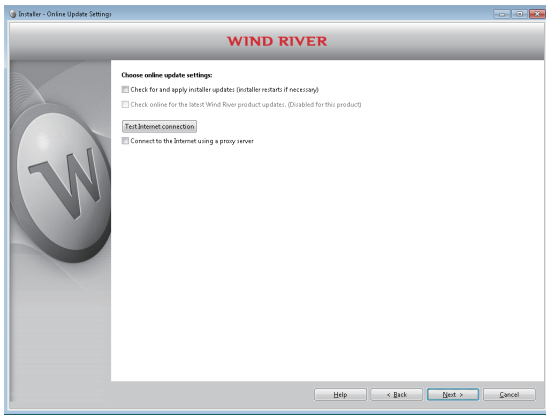 Installer - Online Update Settings
WIND RIVER
Choose online update settings:
Check for and apply installer updates (installer restarts if necessary)
Check online for the latest Wind River product updates. (Disabled for this product)
Test Internet connection
Connect to the Internet using a proxy server
W
Help
< Back
Next >
Cancel